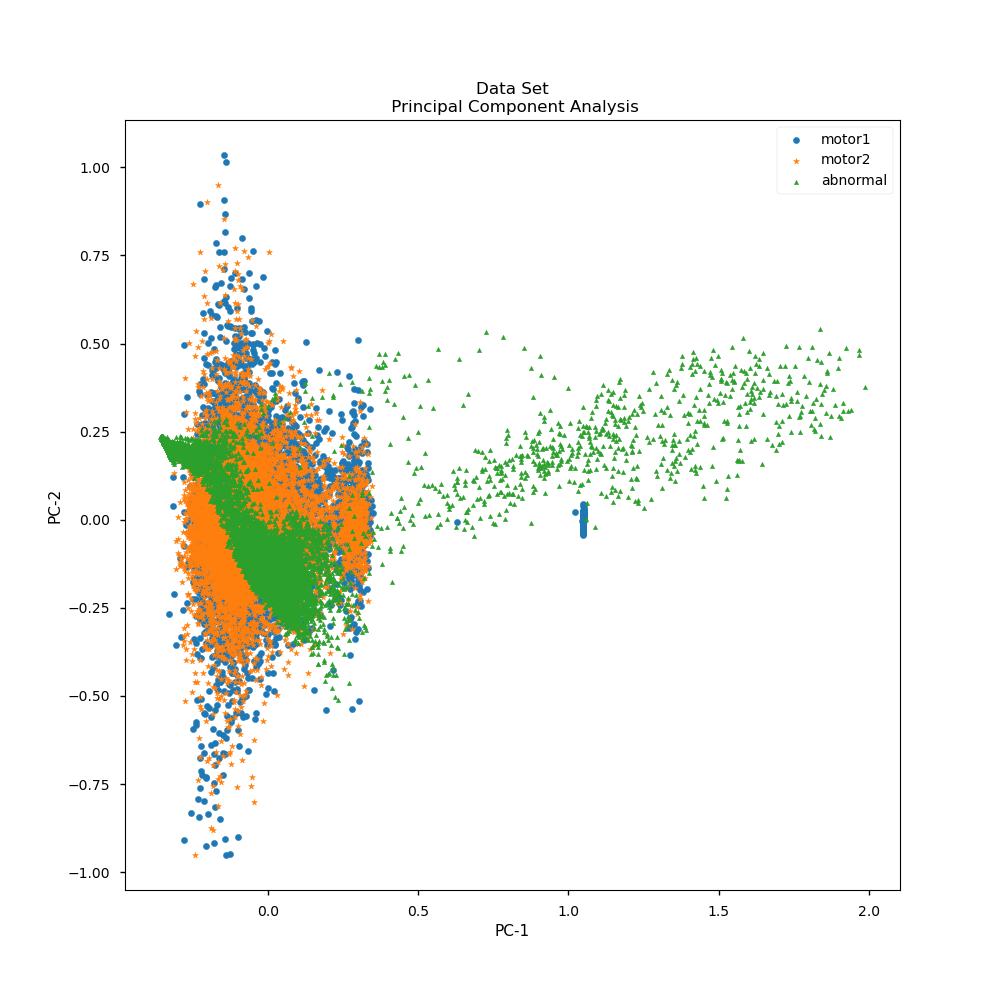 Data Set
Principal Component Analysis
motor1
motor2
abnormal
1.00
0.75
0.50
0.25
0.00
−0.25
−0.50
−0.75
−1.00
PC-2
0.0
0.5
1.0
1.5
2.0
PC-1